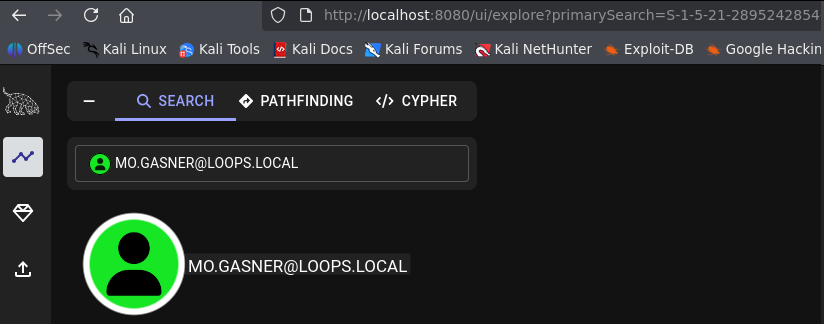 http://localhost:8080/ui/explore?primarySearch=S-1-5-21-2895242854
OffSec Kali Linux Kali Tools Kali Docs Kali Forums Kali NetHunter Exploit-DB Google Hackin
SEARCH PATHFINDING </> CYPHER
MO.GASNER@LOOPS.LOCAL
MO.GASNER@LOOPS.LOCAL